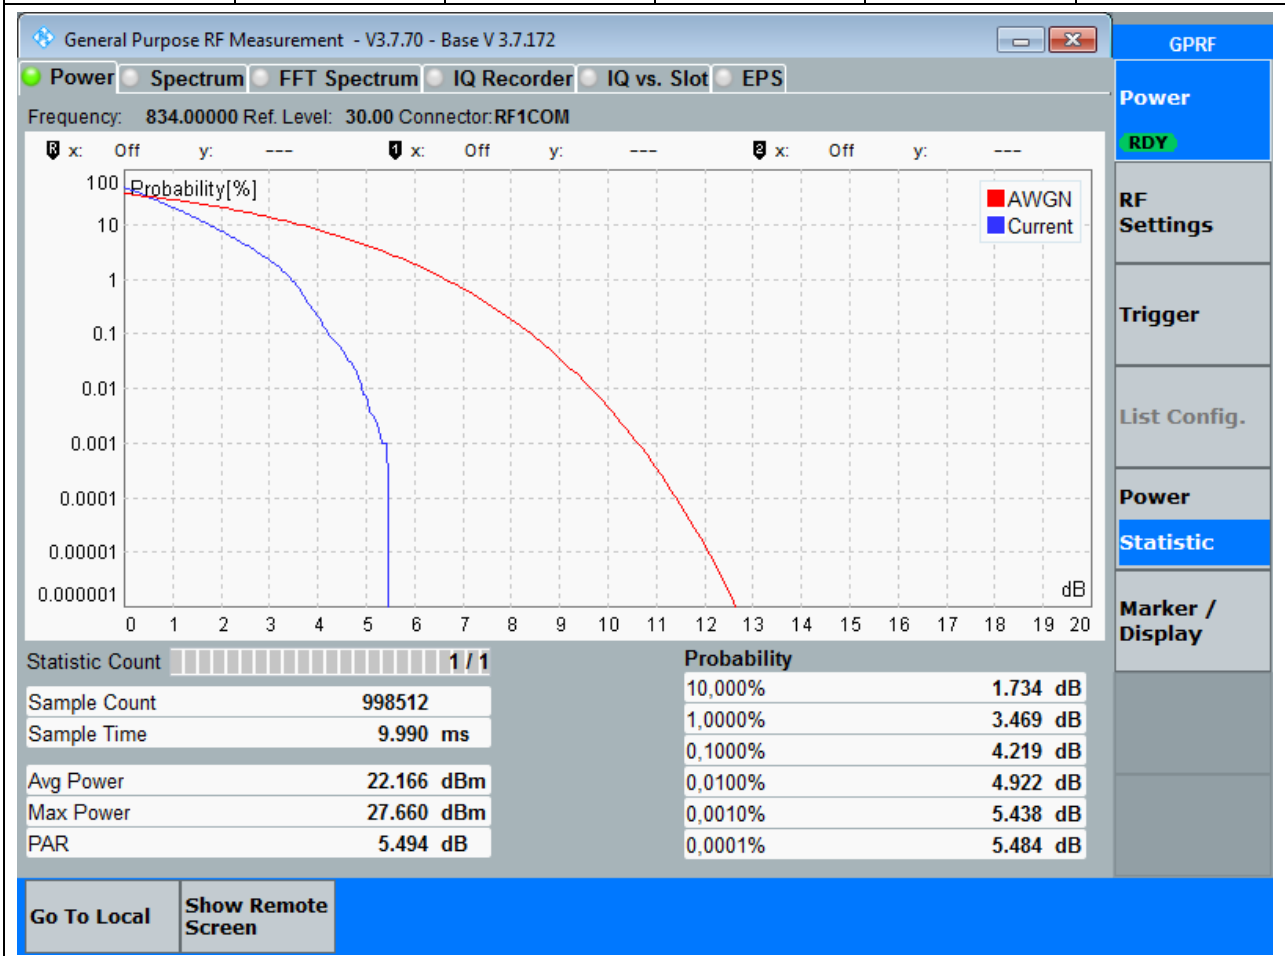 General Purpose RF Measurement - V3.7.70 - Base V 3.7.172
GPRF
Power Spectrum FFT Spectrum IQ Recorder IQ vs. Slot EPS
Frequency: 834.00000 Ref. Level: 30.00 Connector:RF1COM
R x: Off y: --- 1 x: Off y: --- 2 x: Off y: ---
Probability[%]
AWGN
Current
100
10
1
0.1
0.01
0.001
0.0001
0.00001
0.000001
dB
0 1 2 3 4 5 6 7 8 9 10 11 12 13 14 15 16 17 18 19 20
Statistic Count 1 / 1
Sample Count 998512
Sample Time 9.990 ms
Avg Power 22.166 dBm
Max Power 27.660 dBm
PAR 5.494 dB
Probability
10,000% 1.734 dB
1,0000% 3.469 dB
0,1000% 4.219 dB
0,0100% 4.922 dB
0,0010% 5.438 dB
0,0001% 5.484 dB
Power
RDY
RF
Settings
Trigger
List Config.
Power
Statistic
Marker /
Display
Go To Local
Show Remote
Screen